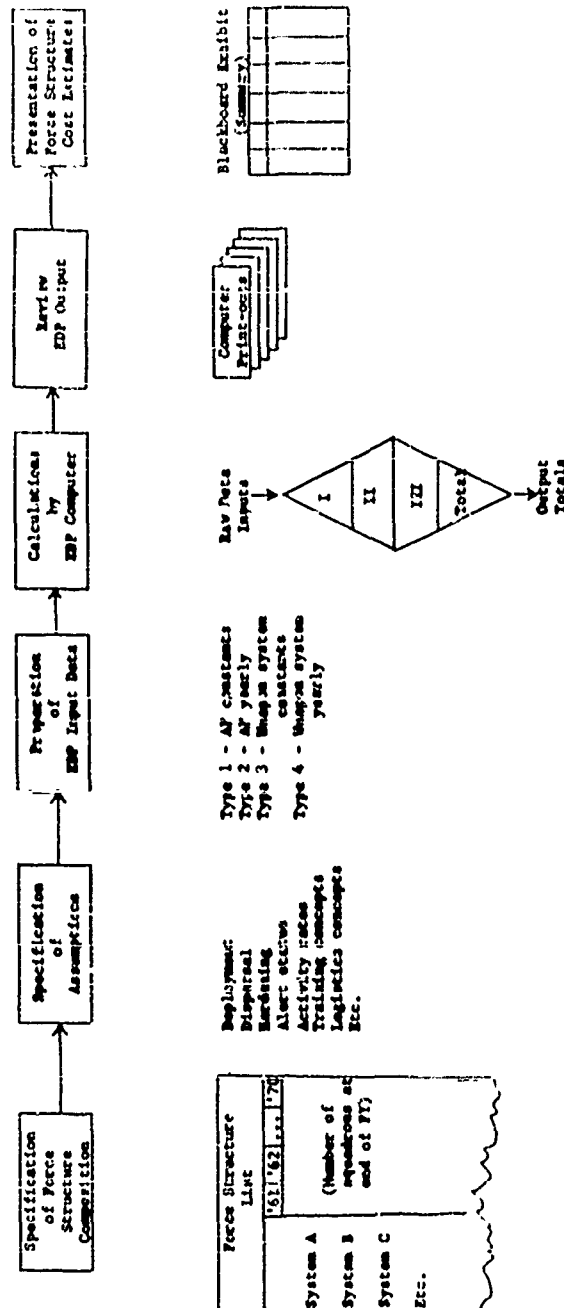 Specification
of Force
Structure
Composition
Specification
of
Assumptions
Preparation
of
EDP Input Data
Calculations
by
EDP Computer
Review
EDP Output
Presentation of
Force Structure
Cost Estimates
Force Structure
List
'61 '62 ... '70
System A
System B
System C
Etc.
(Number of
squadrons at
end of FY)
Deployment
Dispersal
Hardening
Alert status
Activity rates
Training concepts
Logistics concepts
Etc.
Type 1 - AF constants
Type 2 - AF yearly
Type 3 - Weapon system
constants
Type 4 - Weapon system
yearly
Raw Data
Inputs
I
II
III
Total
Output
Totals
Computer
Print-outs
Blackboard Exhibit
(Summary)